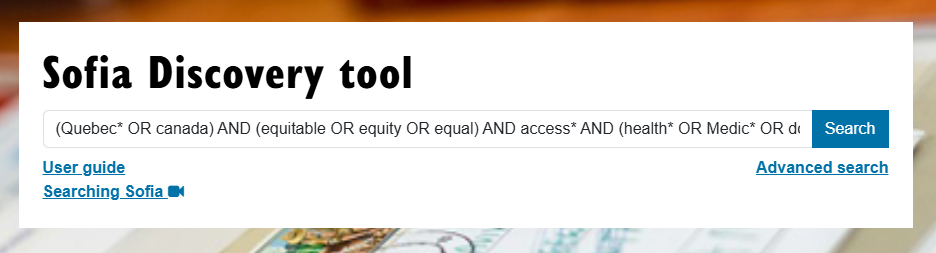 Sofia Discovery tool
(Quebec* OR canada) AND (equitable OR equity OR equal) AND access* AND (health* OR Medic* OR Search
User guide Advanced search
Searching Sofia